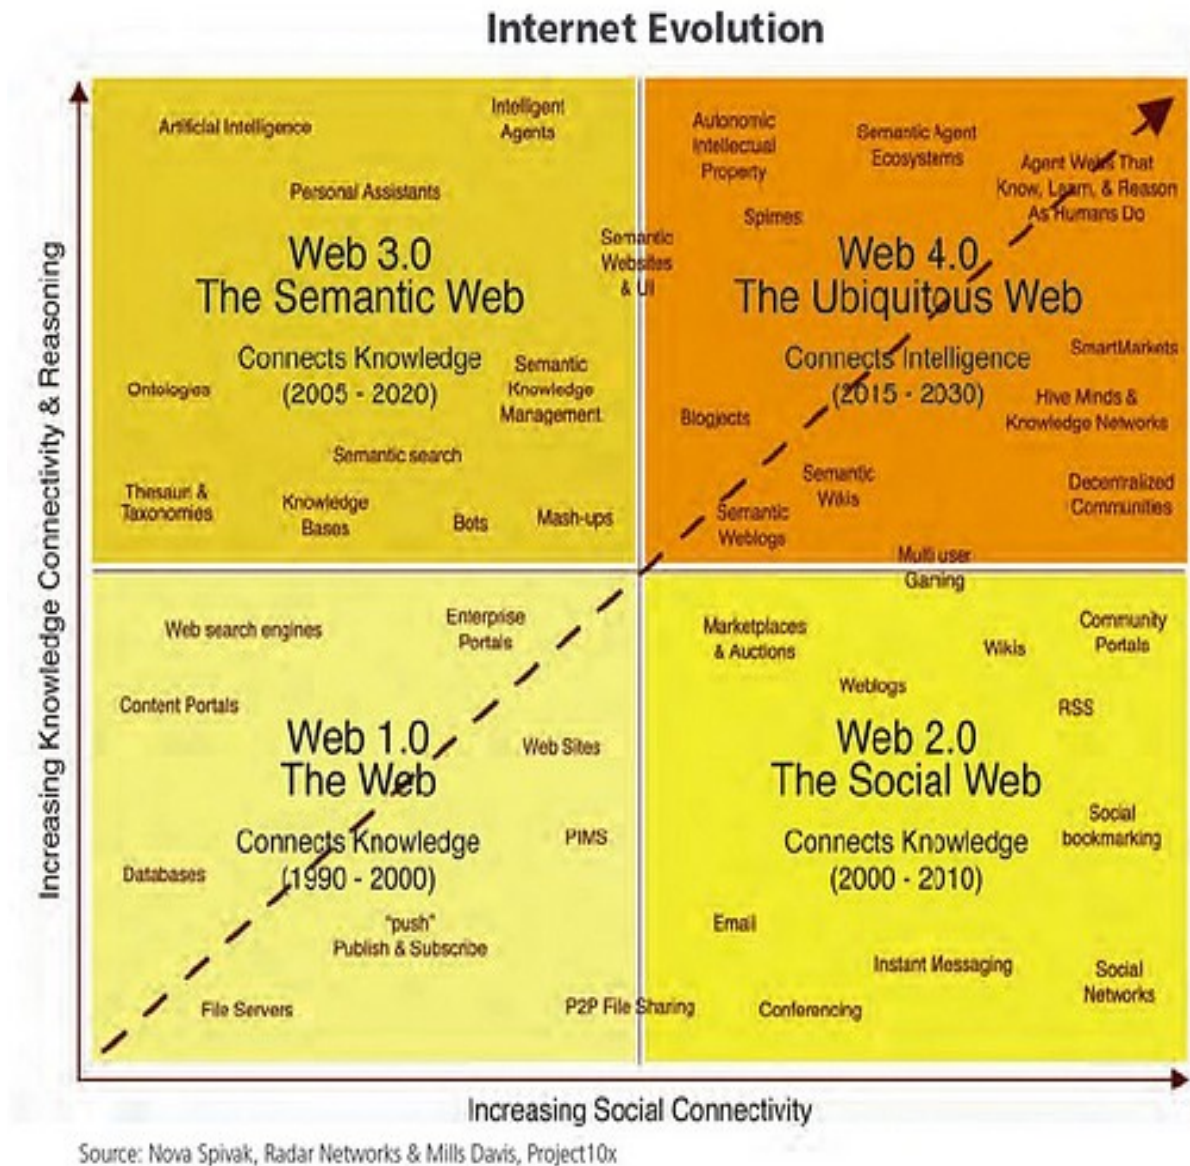 Internet Evolution
Increasing Knowledge Connectivity & Reasoning
Artificial Intelligence
Intelligent
Agents
Personal Assistants
Web 3.0
The Semantic Web
Connects Knowledge
(2005 - 2020)
Semantic
Knowledge
Management
Ontologies
Semantic search
Thesauri &
Taxonomies
Knowledge
Bases
Bots
Mash-ups
Semantic
Websites
& UI
Autonomic
Intellectual
Property
Semantic Agent
Ecosystems
Agent Webs That
Know, Learn, & Reason
As Humans Do
Spimes
Web 4.0
The Ubiquitous Web
Connects Intelligence
(2015 - 2030)
SmartMarkets
Blogjects
Hive Minds &
Knowledge Networks
Semantic
Wikis
Decentralized
Communities
Semantic
Weblogs
Multi user
Gaming
Web search engines
Enterprise
Portals
Content Portals
Web 1.0
The Web
Web Sites
Connects Knowledge
(1990 - 2000)
PIMS
Databases
"push"
Publish & Subscribe
File Servers
P2P File Sharing
Marketplaces
& Auctions
Wikis
Community
Portals
Weblogs
RSS
Web 2.0
The Social Web
Connects Knowledge
(2000 - 2010)
Social
bookmarking
Email
Instant Messaging
Social
Networks
Conferencing
Increasing Social Connectivity
Source: Nova Spivak, Radar Networks & Mills Davis, Project10x